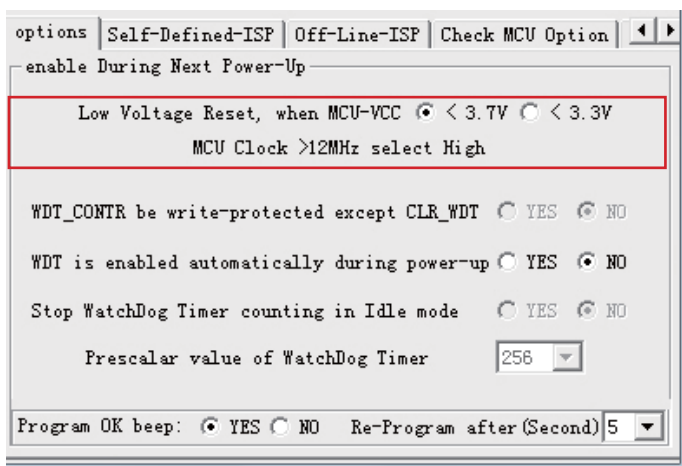 options Self-Defined-ISP Off-Line-ISP Check MCU Option
enable During Next Power-Up
Low Voltage Reset, when MCU-VCC < 3.7V < 3.3V
MCU Clock >12MHz select High
WDT_CONTR be write-protected except CLR_WDT YES NO
WDT is enabled automatically during power-up YES NO
Stop WatchDog Timer counting in Idle mode YES NO
Prescalar value of WatchDog Timer 256
Program OK beep: YES NO Re-Program after(Second) 5